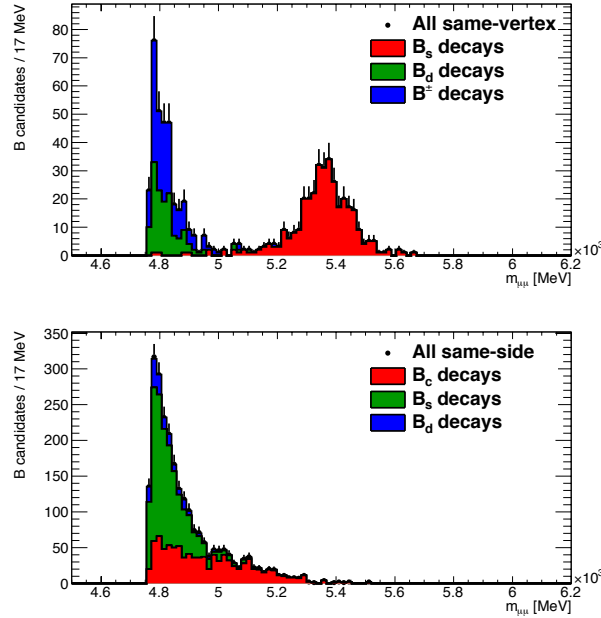 B candidates / 17 MeV
80
70
60
50
40
30
20
10
0
All same-vertex
B_s decays
B_d decays
B^± decays
4.6 4.8 5 5.2 5.4 5.6 5.8 6 6.2
×10³
m_μμ [MeV]
B candidates / 17 MeV
350
300
250
200
150
100
50
0
All same-side
B_c decays
B_s decays
B_d decays
4.6 4.8 5 5.2 5.4 5.6 5.8 6 6.2
×10³
m_μμ [MeV]